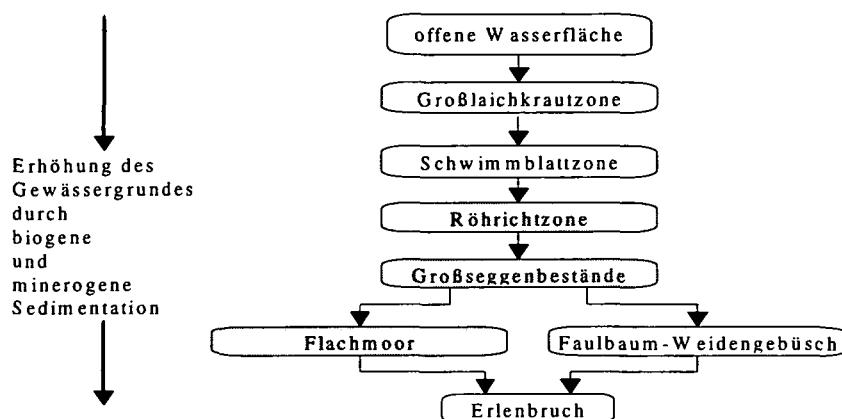 offene Wasserfläche
Großlaichkrautzone
Schwimmblattzone
Röhrichtzone
Großseggenbestände
Flachmoor
Faulbaum-Weidengebüsch
Erlenbruch
Erhöhung des
Gewässergrundes
durch
biogene
und
minerogene
Sedimentation